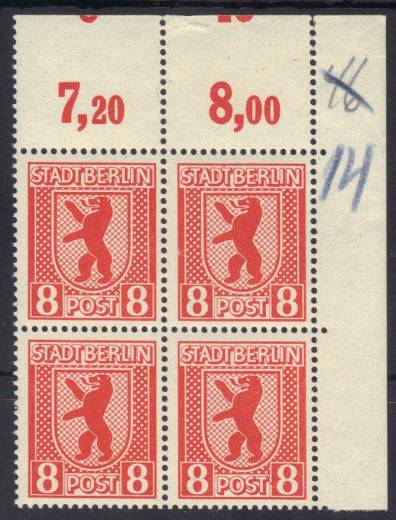 7,20 8,00
14
STADT BERLIN STADT BERLIN
8 POST 8 8 POST 8
STADT BERLIN STADT BERLIN
8 POST 8 8 POST 8